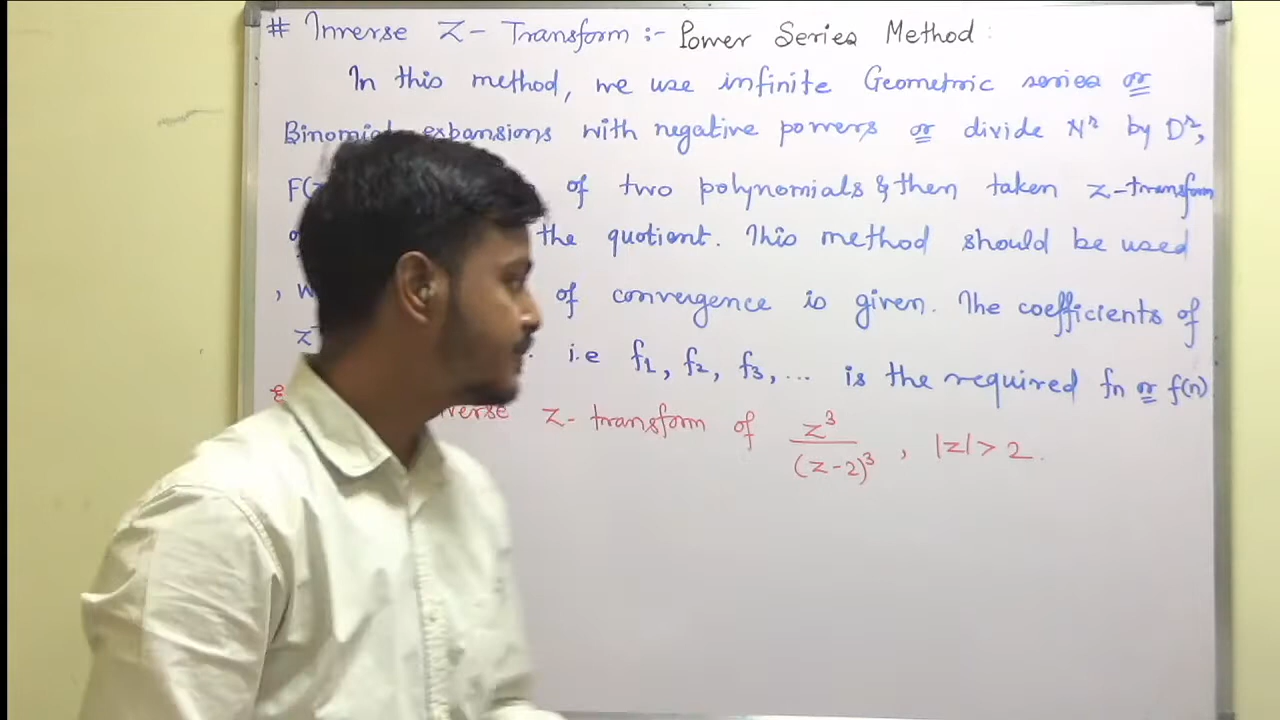 # Inverse Z- Transform :- Power Series Method :
In this method, we use infinite Geometric series or
Binomial expansions with negative powers or divide Nʳ by Dʳ,
of two polynomials & then taken z-transform
the quotient. This method should be used
, of convergence is given. The coefficients of
i.e f₁, f₂, f₃, ... is the required fn or f(n)
z- transform of z³/(z-2)³ , |z| > 2.